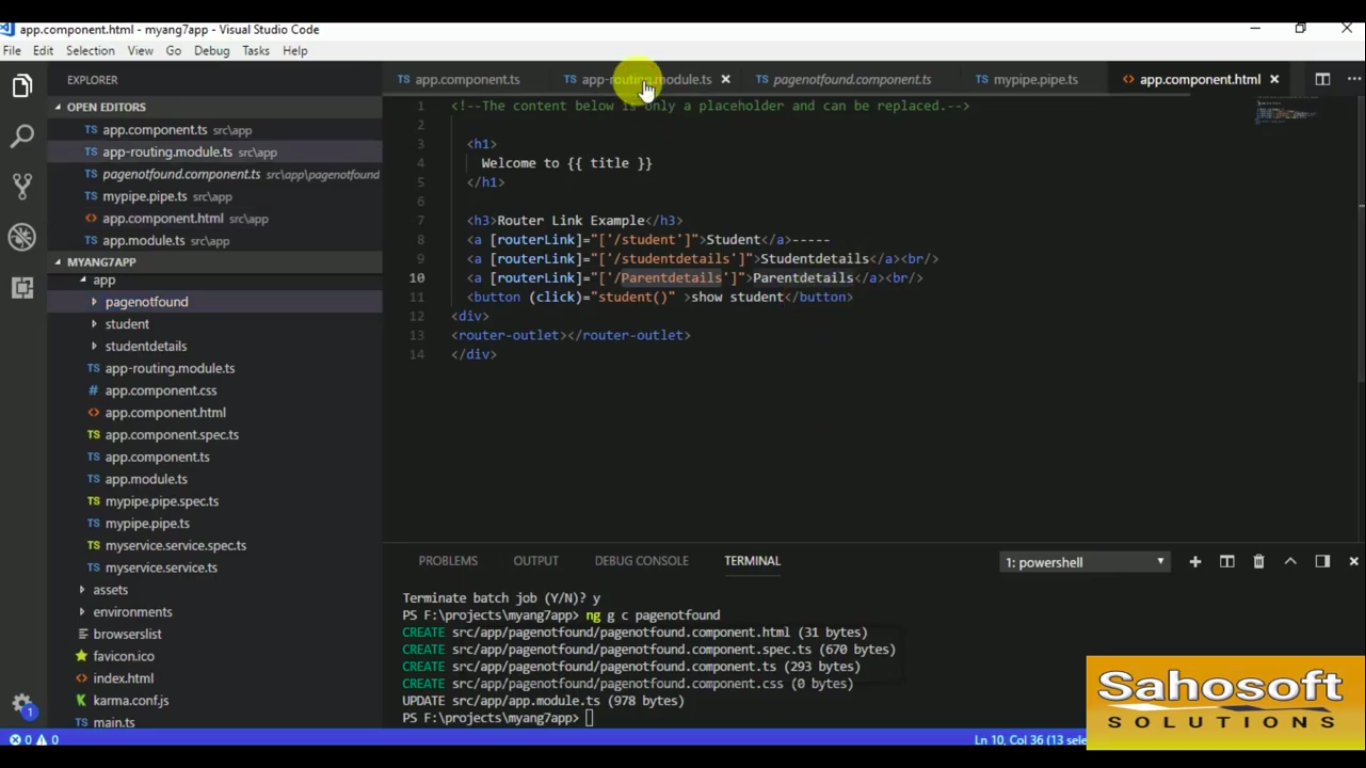 app.component.html - myang7app - Visual Studio Code
File Edit Selection View Go Debug Tasks Help
EXPLORER
OPEN EDITORS
TS app.component.ts src\app
TS app-routing.module.ts src\app
TS pagenotfound.component.ts src\app\pagenotfound
TS mypipe.pipe.ts src\app
<> app.component.html src\app
TS app.module.ts src\app
MYANG7APP
app
pagenotfound
student
studentdetails
TS app-routing.module.ts
# app.component.css
<> app.component.html
TS app.component.spec.ts
TS app.component.ts
TS app.module.ts
TS mypipe.pipe.spec.ts
TS mypipe.pipe.ts
TS myservice.service.spec.ts
TS myservice.service.ts
assets
environments
browserslist
favicon.ico
<> index.html
K karma.conf.js
TS main.ts
TS app.component.ts TS app-routing.module.ts TS pagenotfound.component.ts TS mypipe.pipe.ts <> app.component.html
1 <!--The content below is only a placeholder and can be replaced.-->
2
3 <h1>
4 Welcome to {{ title }}
5 </h1>
6
7 <h3>Router Link Example</h3>
8 <a [routerLink]="['/student']">Student</a>-----
9 <a [routerLink]="['/studentdetails']">Studentdetails</a><br/>
10 <a [routerLink]="['/Parentdetails']">Parentdetails</a><br/>
11 <button (click)="student()" >show student</button>
12 <div>
13 <router-outlet></router-outlet>
14 </div>
PROBLEMS OUTPUT DEBUG CONSOLE TERMINAL 1: powershell
Terminate batch job (Y/N)? y
PS F:\projects\myang7app> ng g c pagenotfound
CREATE src/app/pagenotfound/pagenotfound.component.html (31 bytes)
CREATE src/app/pagenotfound/pagenotfound.component.spec.ts (670 bytes)
CREATE src/app/pagenotfound/pagenotfound.component.ts (293 bytes)
CREATE src/app/pagenotfound/pagenotfound.component.css (0 bytes)
UPDATE src/app/app.module.ts (978 bytes)
PS F:\projects\myang7app>
1
0 0
Ln 10, Col 36 (13 sele
Sahosoft
SOLUTIONS